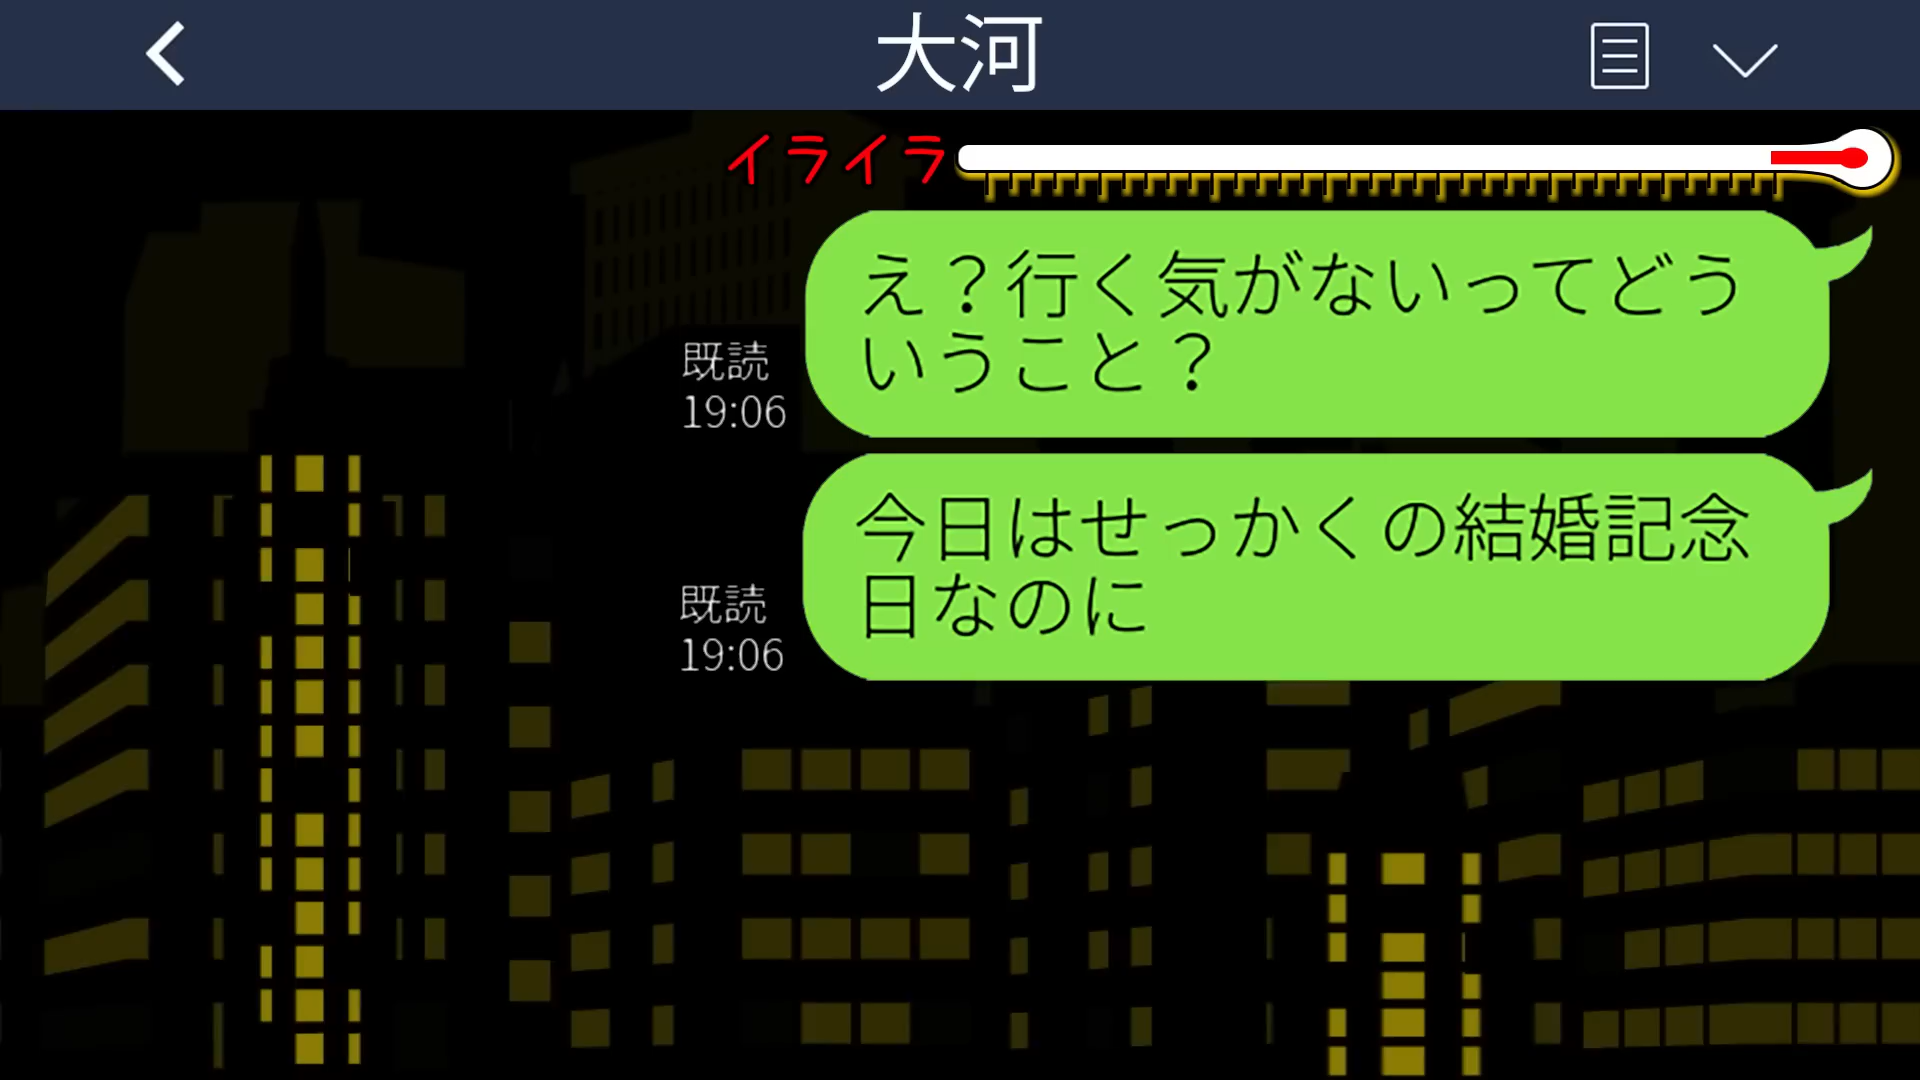 大河
イライラ
え？行く気がないってどう
いうこと？
既読
19:06
今日はせっかくの結婚記念
日なのに
既読
19:06